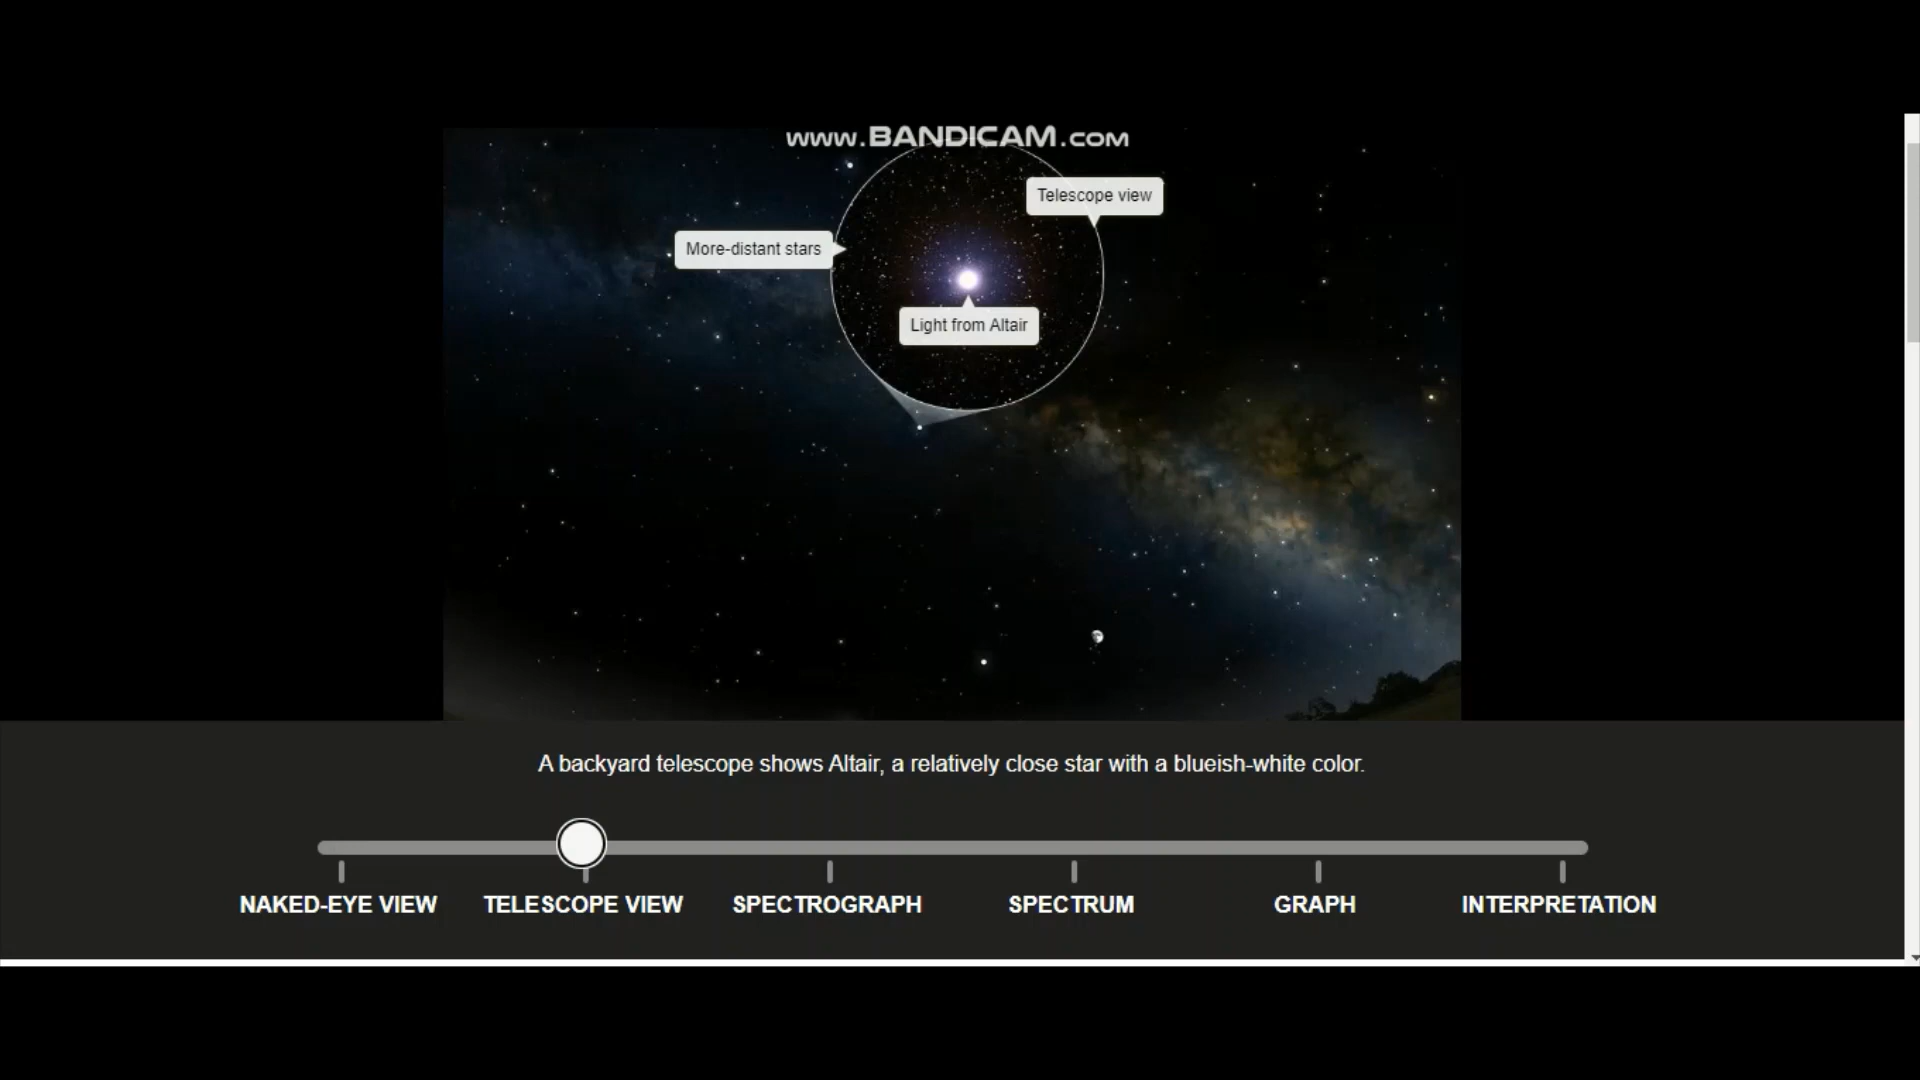 www.BANDICAM.com
Telescope view
More-distant stars
Light from Altair
A backyard telescope shows Altair, a relatively close star with a blueish-white color.
NAKED-EYE VIEW
TELESCOPE VIEW
SPECTROGRAPH
SPECTRUM
GRAPH
INTERPRETATION